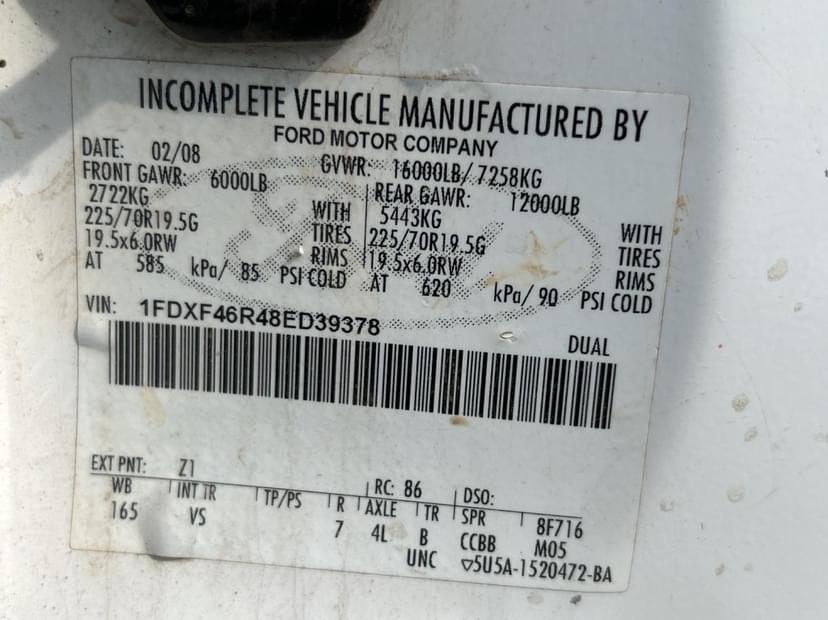 INCOMPLETE VEHICLE MANUFACTURED BY
FORD MOTOR COMPANY
DATE: 02/08 GVWR: 16000LB/ 7258KG
FRONT GAWR: 6000LB REAR GAWR: 12000LB
2722KG WITH 5443KG WITH
225/70R19.5G TIRES 225/70R19.5G TIRES
19.5x6.0RW RIMS 19.5x6.0RW RIMS
AT 585 kPa/ 85 PSI COLD AT 620 kPa/ 90 PSI COLD
VIN: 1FDXF46R48ED39378
DUAL
EXT PNT: Z1 RC: 86 DSO:
WB INT TR TP/PS R AXLE TR SPR 8F716
165 VS 7 4L B CCBB M05
UNC ▽5U5A-1520472-BA